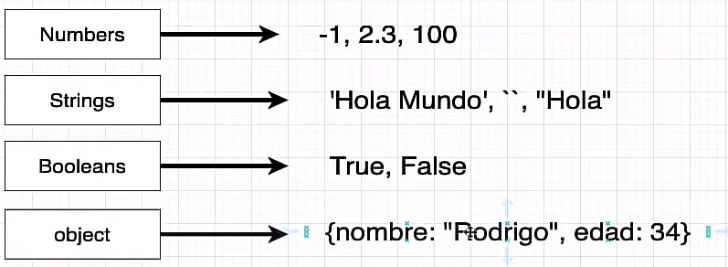 Numbers -1, 2.3, 100
Strings 'Hola Mundo', ``, "Hola"
Booleans True, False
object {nombre: "Rodrigo", edad: 34}